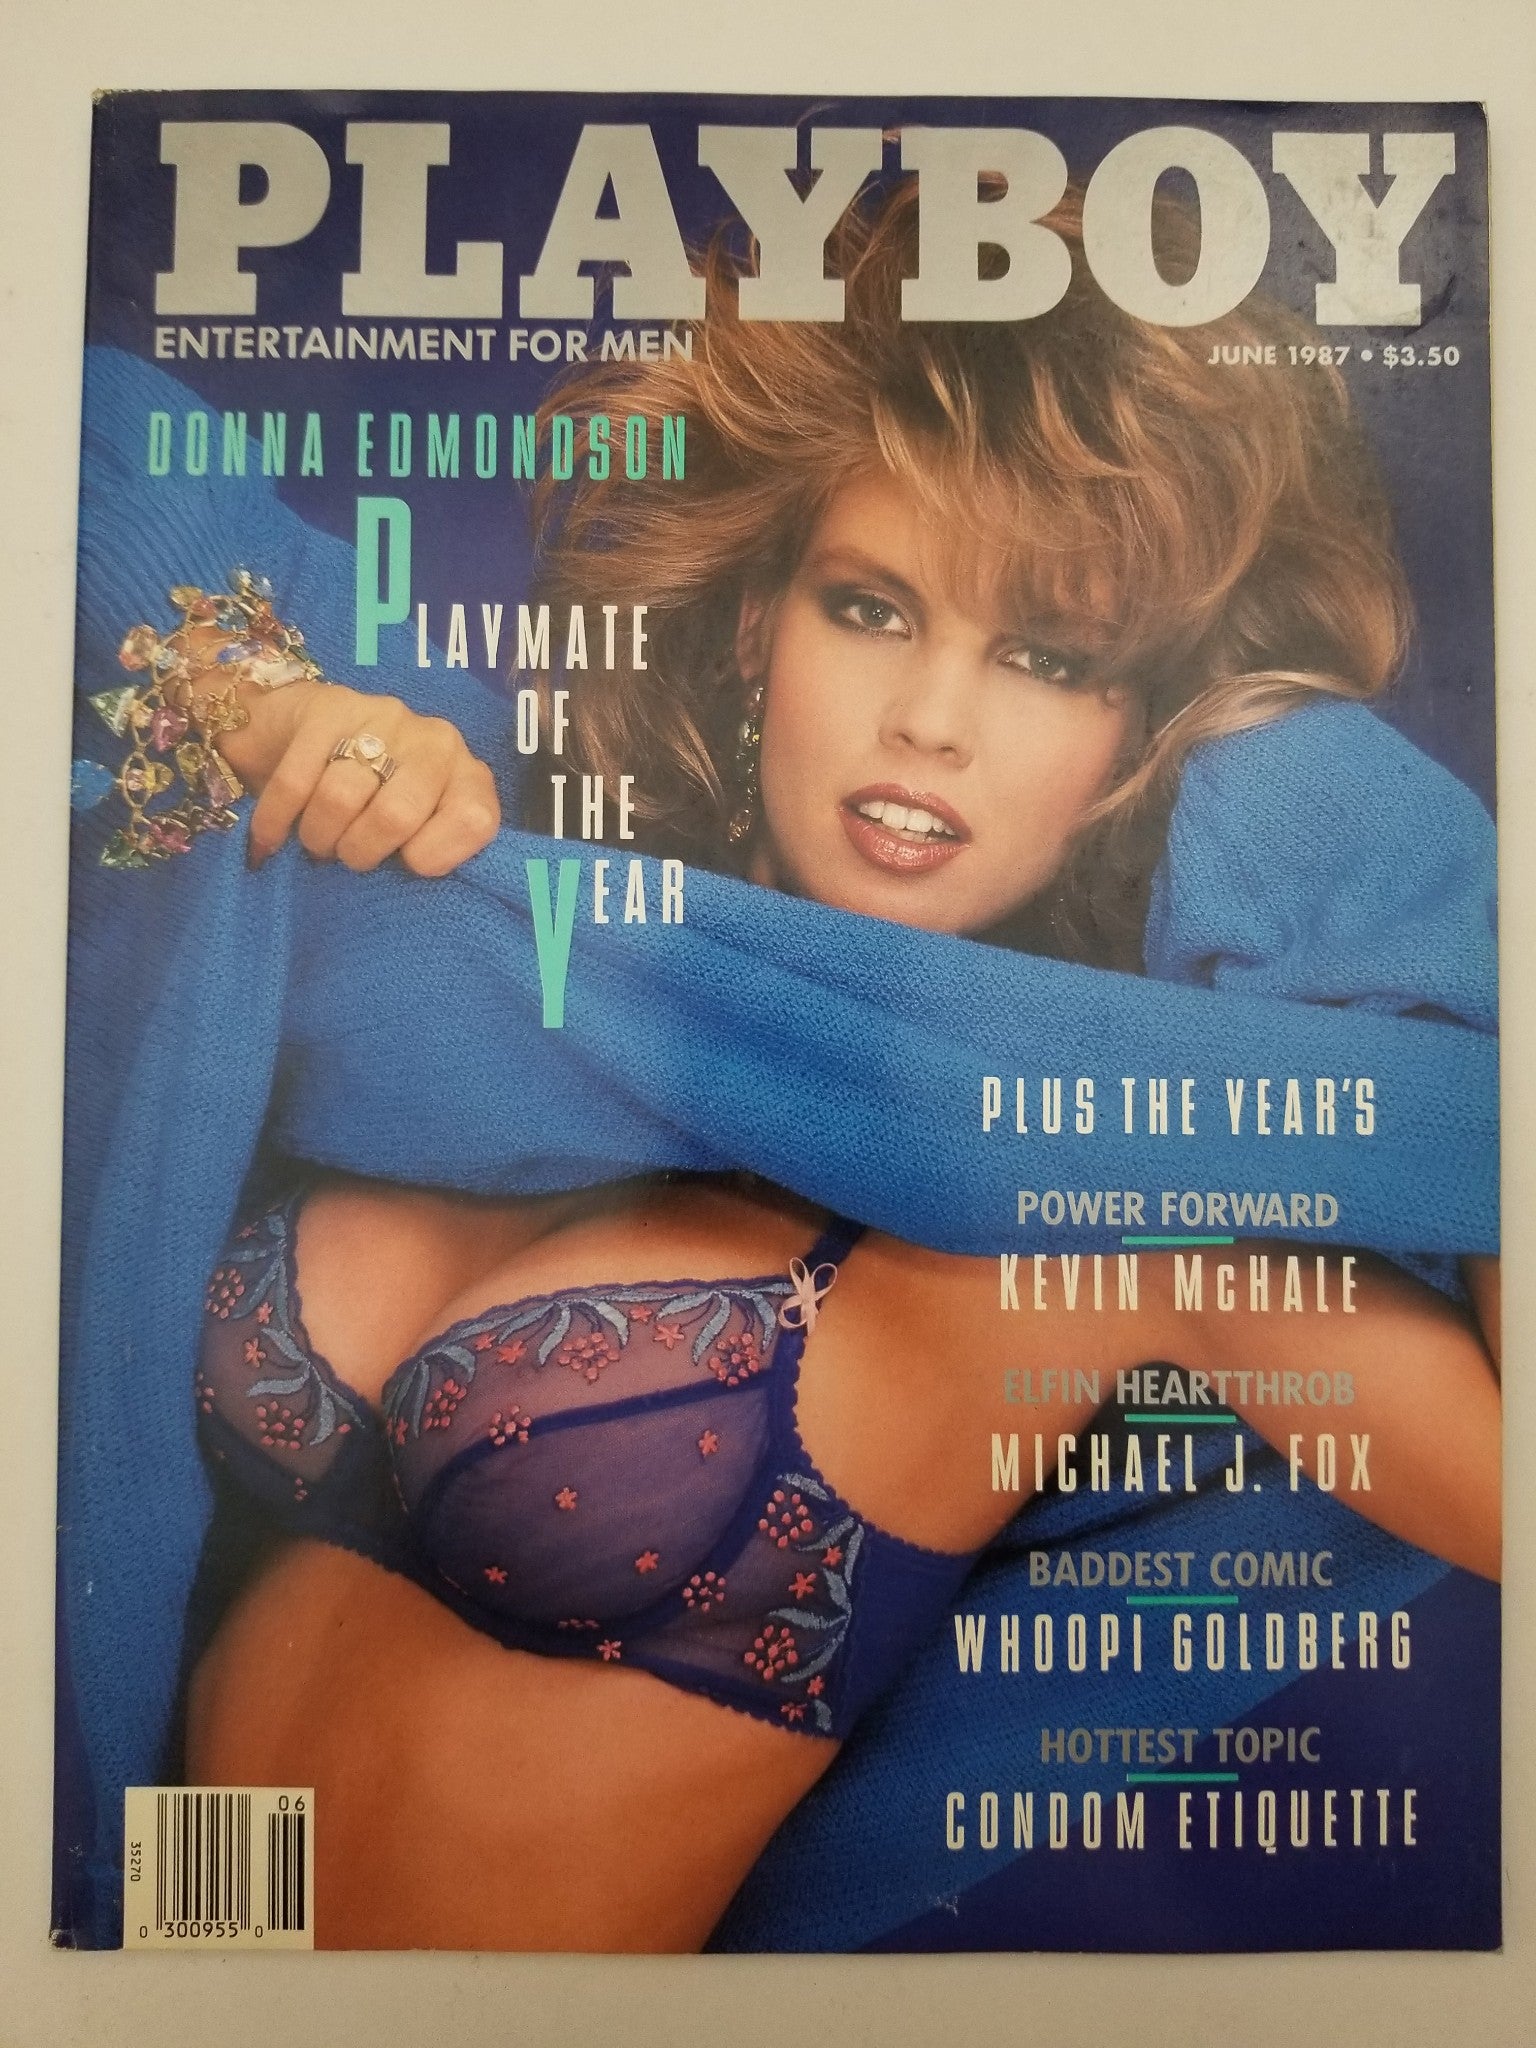 PLAYBOY
ENTERTAINMENT FOR MEN
JUNE 1987 • $3.50
DONNA EDMONDSON
PLAYMATE
OF
THE
YEAR
PLUS THE YEAR'S
POWER FORWARD
KEVIN McHALE
ELFIN HEARTTHROB
MICHAEL J. FOX
BADDEST COMIC
WHOOPI GOLDBERG
HOTTEST TOPIC
CONDOM ETIQUETTE
06
35270
0 300955 0